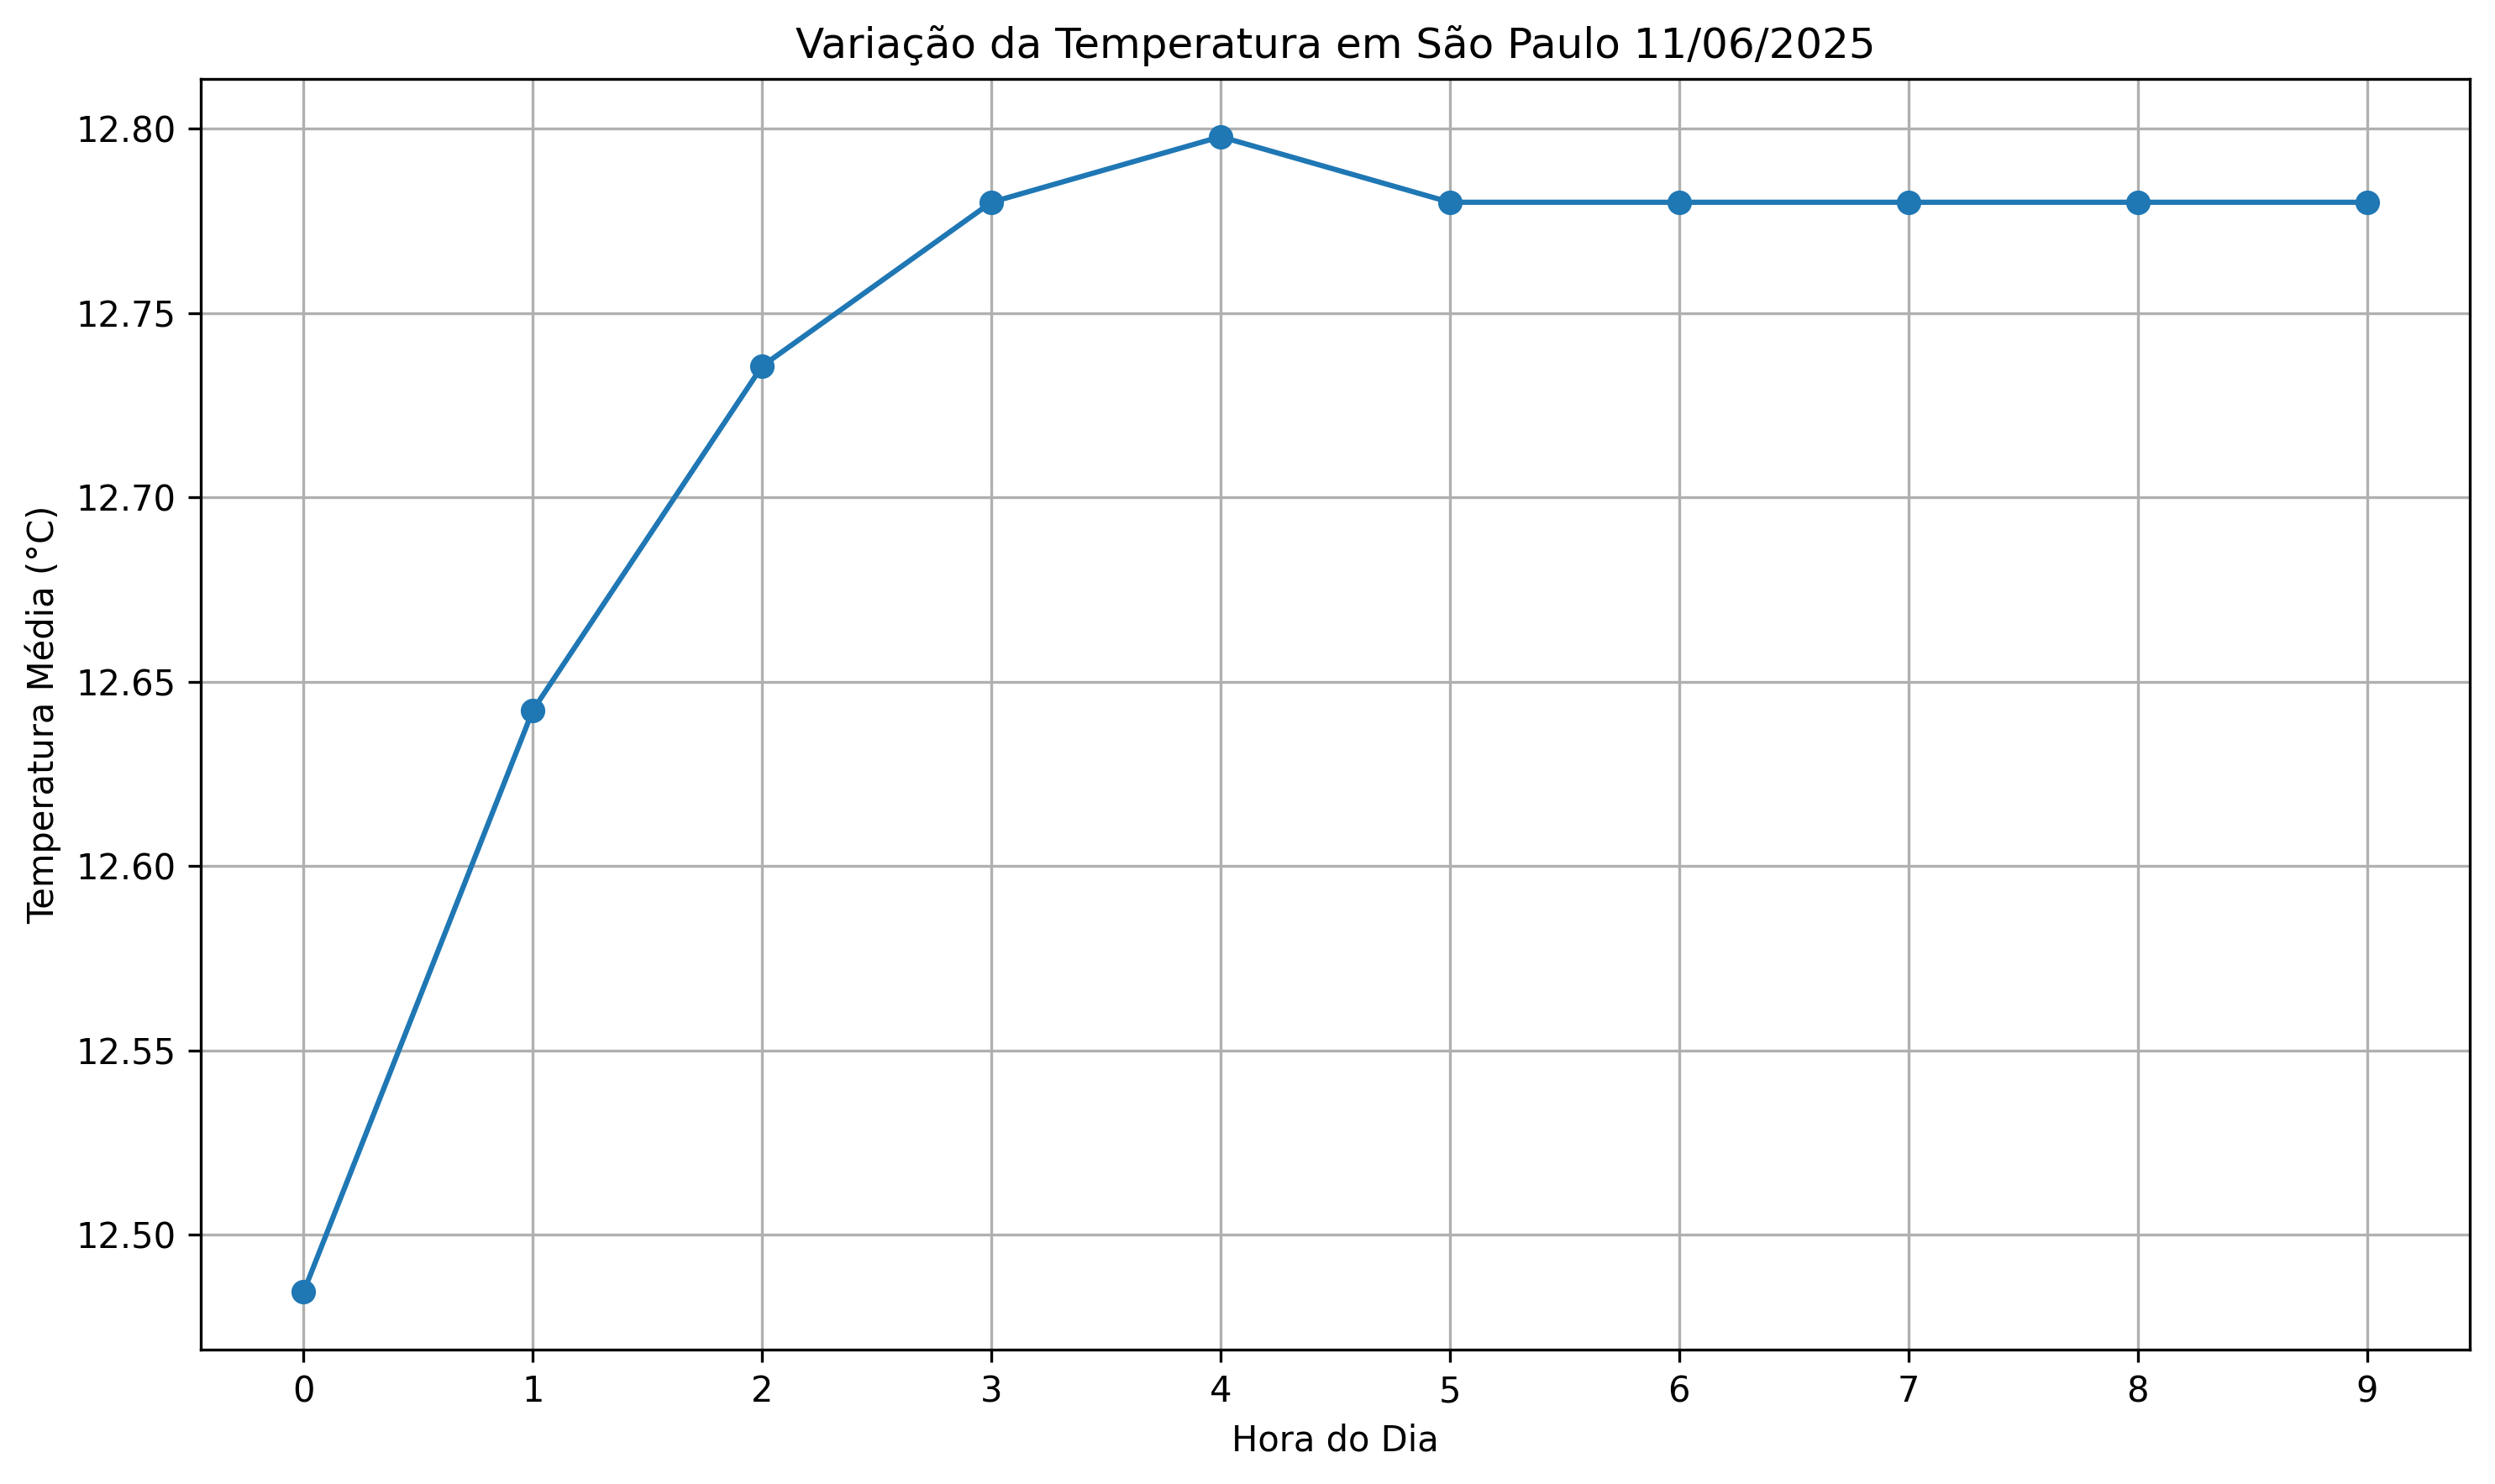 Variação da Temperatura em São Paulo 11/06/2025
Temperatura Média (°C)
12.80
12.75
12.70
12.65
12.60
12.55
12.50
0 1 2 3 4 5 6 7 8 9
Hora do Dia